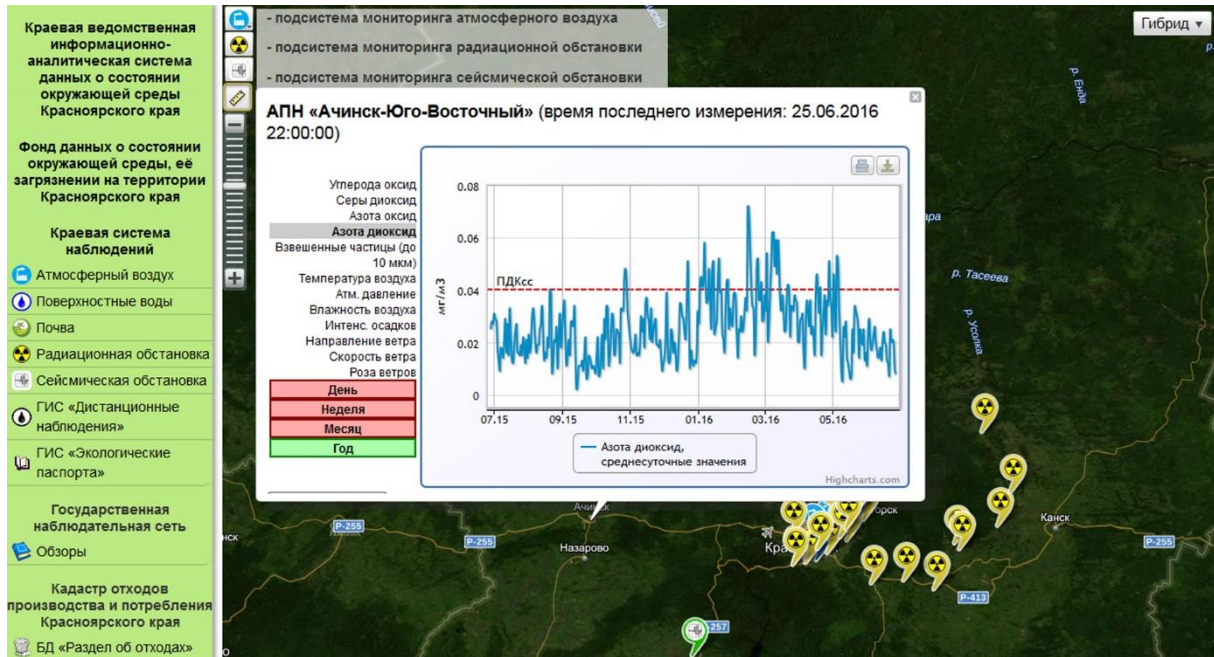 Краевая ведомственная
информационно-
аналитическая система
данных о состоянии
окружающей среды
Красноярского края
Фонд данных о состоянии
окружающей среды, её
загрязнении на территории
Красноярского края
Краевая система
наблюдений
Атмосферный воздух
Поверхностные воды
Почва
Радиационная обстановка
Сейсмическая обстановка
ГИС «Дистанционные
наблюдения»
ГИС «Экологические
паспорта»
Государственная
наблюдательная сеть
Обзоры
Кадастр отходов
производства и потребления
Красноярского края
БД «Раздел об отходах»
- подсистема мониторинга атмосферного воздуха
- подсистема мониторинга радиационной обстановки
- подсистема мониторинга сейсмической обстановки
Гибрид
АПН «Ачинск-Юго-Восточный» (время последнего измерения: 25.06.2016
22:00:00)
Углерода оксид
Серы диоксид
Азота оксид
Азота диоксид
Взвешенные частицы (до
10 мкм)
Температура воздуха
Атм. давление
Влажность воздуха
Интенс. осадков
Направление ветра
Скорость ветра
Роза ветров
День
Неделя
Месяц
Год
мг/м3
0.08
0.06
0.04
0.02
0
ПДКсс
07.15 09.15 11.15 01.16 03.16 05.16
Азота диоксид,
среднесуточные значения
Highcharts.com
р. Енда
р. Тасеева
р. Усолка
Р-255
Р-255
Назарово
Канск
Р-255
Р-413